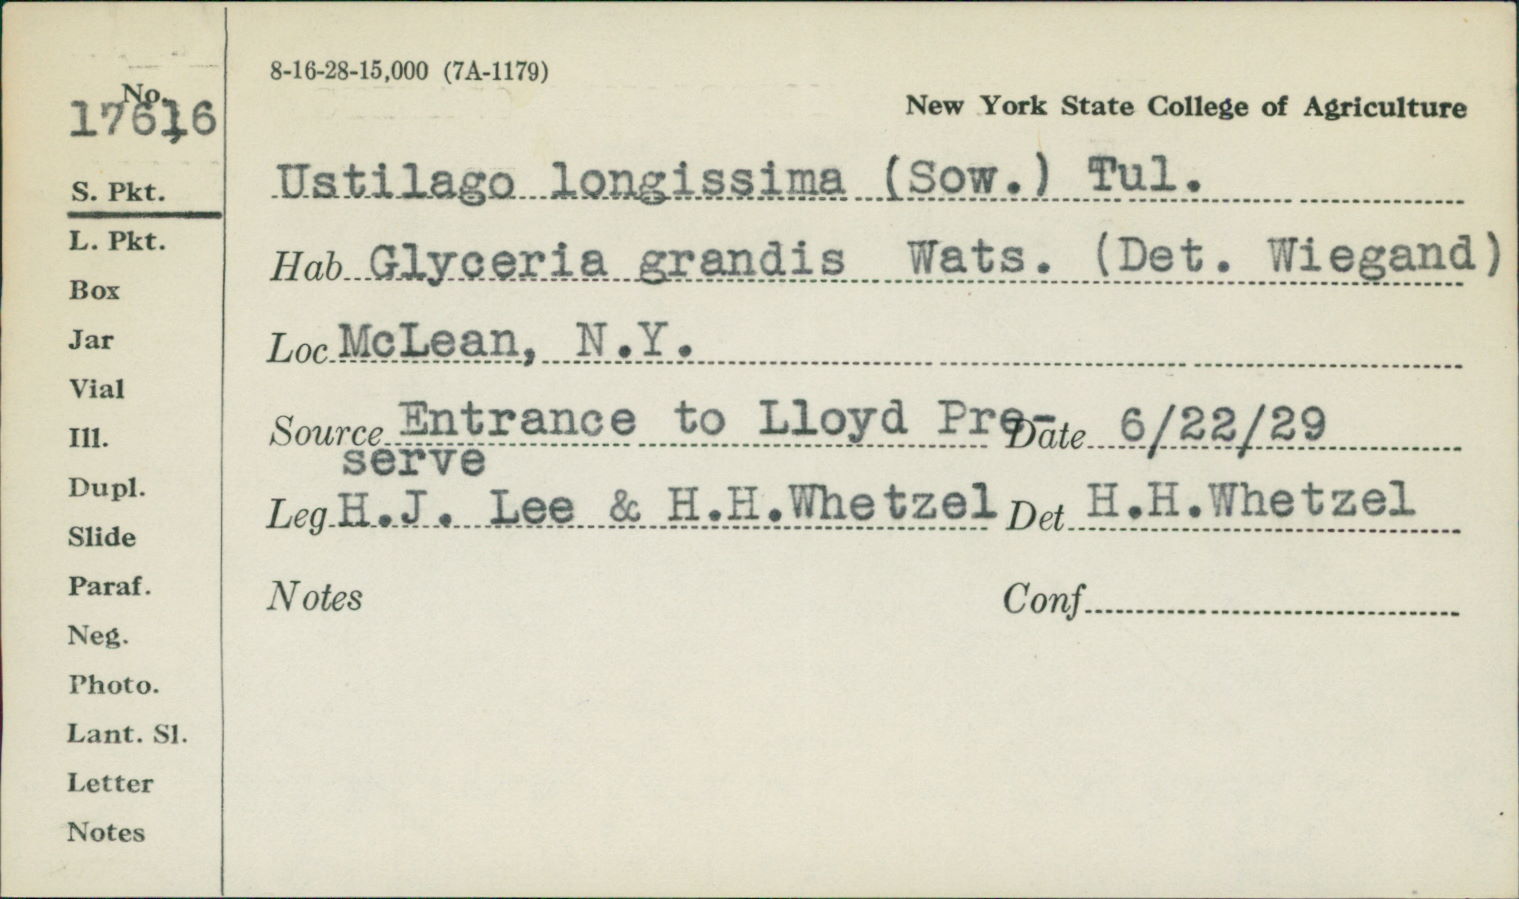 8-16-28-15,000 (7A-1179)
New York State College of Agriculture
No.
17616
S. Pkt.
L. Pkt.
Box
Jar
Vial
Ill.
Dupl.
Slide
Paraf.
Neg.
Photo.
Lant. Sl.
Letter
Notes
Ustilago longissima (Sow.) Tul.
Hab Glyceria grandis Wats. (Det. Wiegand)
Loc McLean, N.Y.
Source Entrance to Lloyd Pre- Date 6/22/29
serve
Leg H.J. Lee & H.H.Whetzel Det H.H.Whetzel
Notes Conf